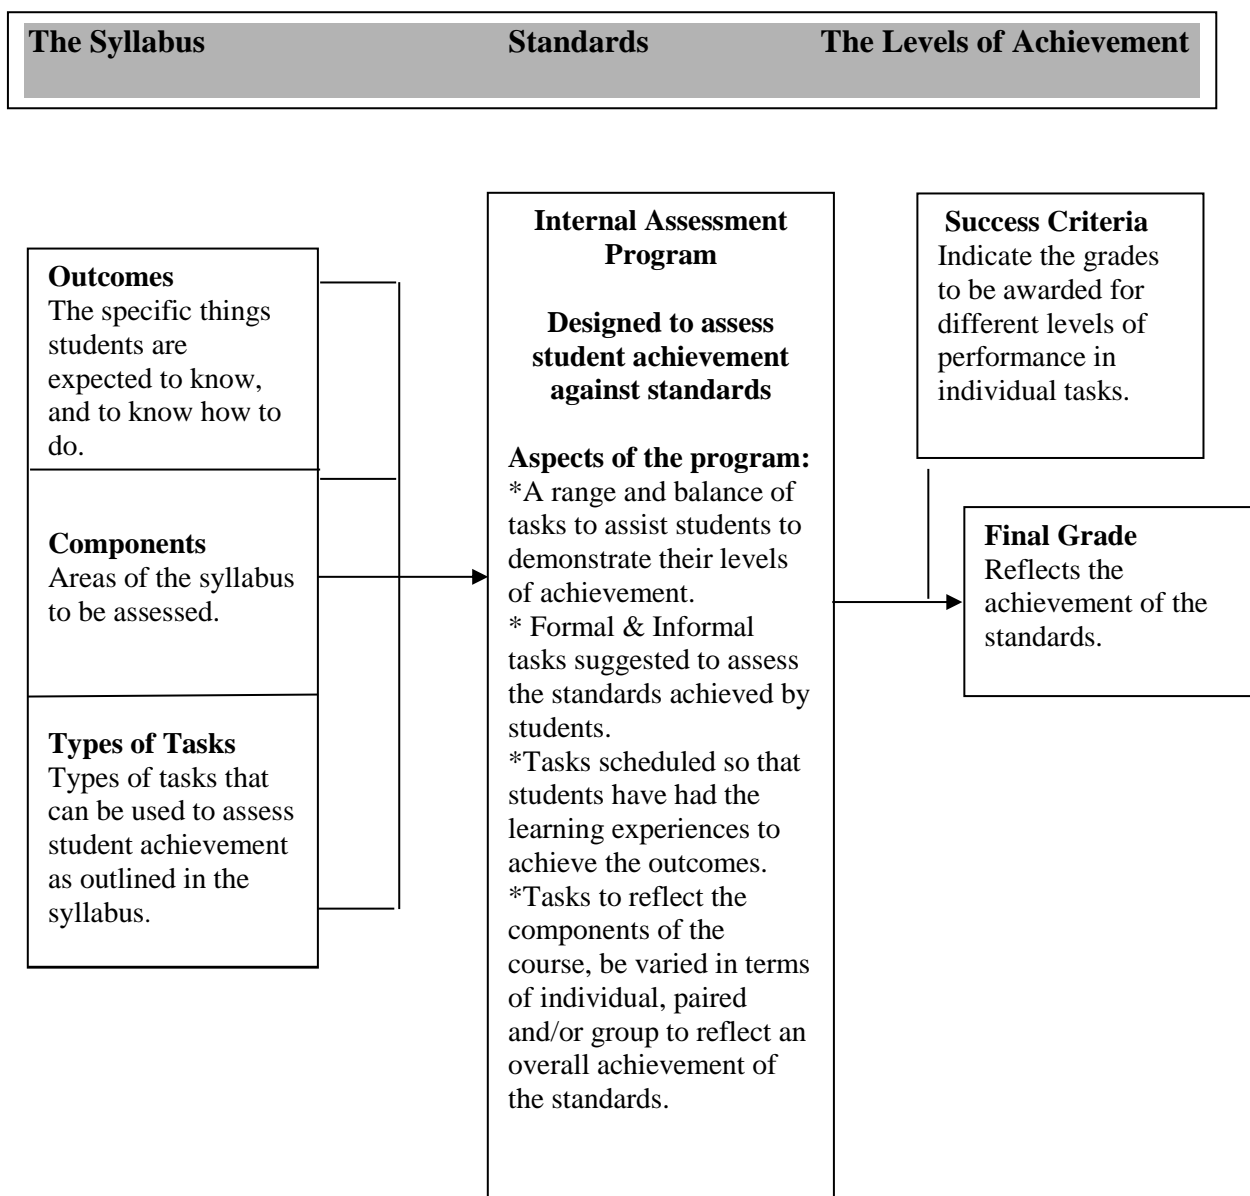 The Syllabus Standards The Levels of Achievement
Outcomes
The specific things
students are
expected to know,
and to know how to
do.
Components
Areas of the syllabus
to be assessed.
Types of Tasks
Types of tasks that
can be used to assess
student achievement
as outlined in the
syllabus.
Internal Assessment
Program
Designed to assess
student achievement
against standards
Aspects of the program:
*A range and balance of
tasks to assist students to
demonstrate their levels
of achievement.
* Formal & Informal
tasks suggested to assess
the standards achieved by
students.
*Tasks scheduled so that
students have had the
learning experiences to
achieve the outcomes.
*Tasks to reflect the
components of the
course, be varied in terms
of individual, paired
and/or group to reflect an
overall achievement of
the standards.
Success Criteria
Indicate the grades
to be awarded for
different levels of
performance in
individual tasks.
Final Grade
Reflects the
achievement of the
standards.